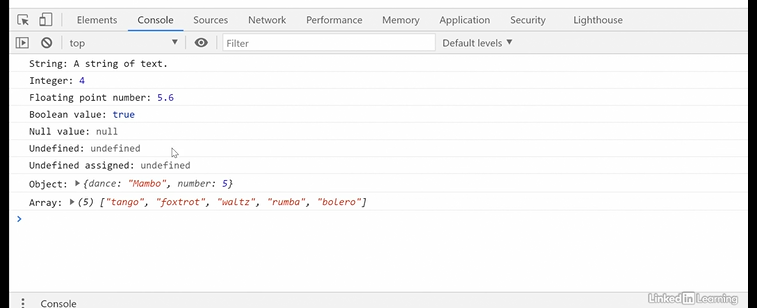 Elements Console Sources Network Performance Memory Application Security Lighthouse
top Filter Default levels
String: A string of text.
Integer: 4
Floating point number: 5.6
Boolean value: true
Null value: null
Undefined: undefined
Undefined assigned: undefined
Object: {dance: "Mambo", number: 5}
Array: (5) ["tango", "foxtrot", "waltz", "rumba", "bolero"]
>
Console
Linked in Learning